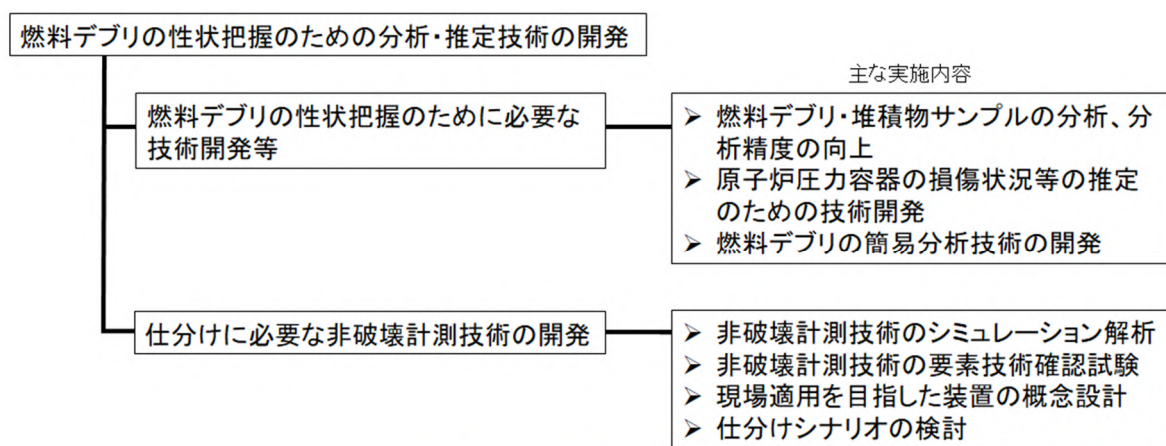 燃料デブリの性状把握のための分析・推定技術の開発
主な実施内容
燃料デブリの性状把握のために必要な
技術開発等
➢ 燃料デブリ・堆積物サンプルの分析、分
析精度の向上
➢ 原子炉圧力容器の損傷状況等の推定
のための技術開発
➢ 燃料デブリの簡易分析技術の開発
仕分けに必要な非破壊計測技術の開発
➢ 非破壊計測技術のシミュレーション解析
➢ 非破壊計測技術の要素技術確認試験
➢ 現場適用を目指した装置の概念設計
➢ 仕分けシナリオの検討